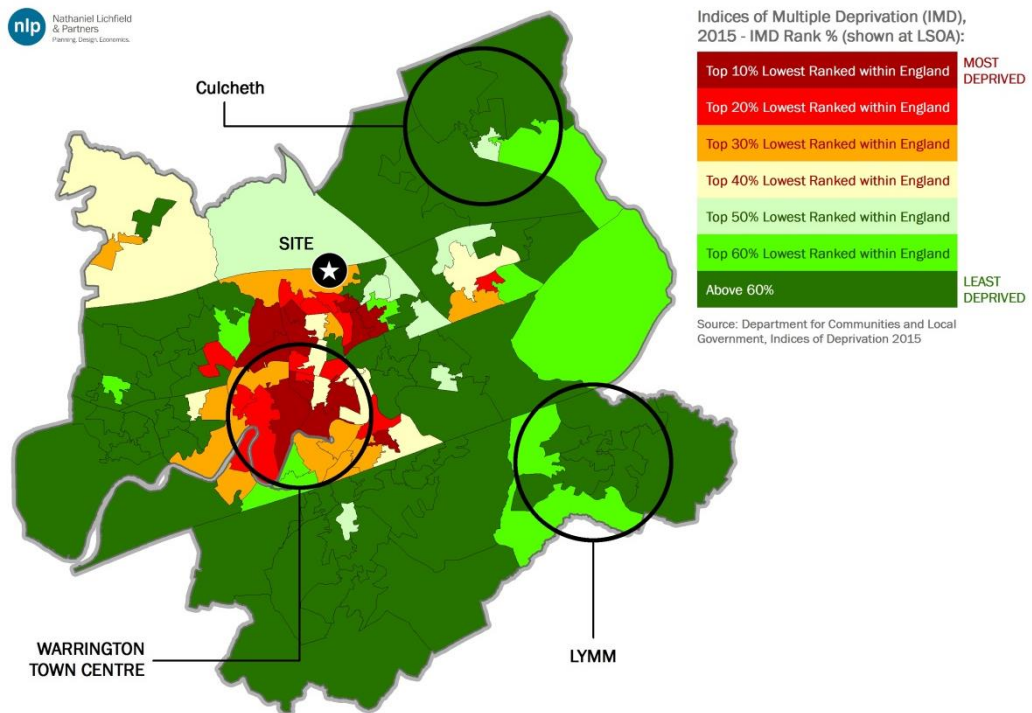 nlp
Nathaniel Lichfield
& Partners
Planning. Design. Economics.
Indices of Multiple Deprivation (IMD),
2015 - IMD Rank % (shown at LSOA):
Top 10% Lowest Ranked within England
MOST
DEPRIVED
Top 20% Lowest Ranked within England
Top 30% Lowest Ranked within England
Top 40% Lowest Ranked within England
Top 50% Lowest Ranked within England
Top 60% Lowest Ranked within England
Above 60%
LEAST
DEPRIVED
Source: Department for Communities and Local
Government, Indices of Deprivation 2015
Culcheth
SITE
WARRINGTON
TOWN CENTRE
LYMM